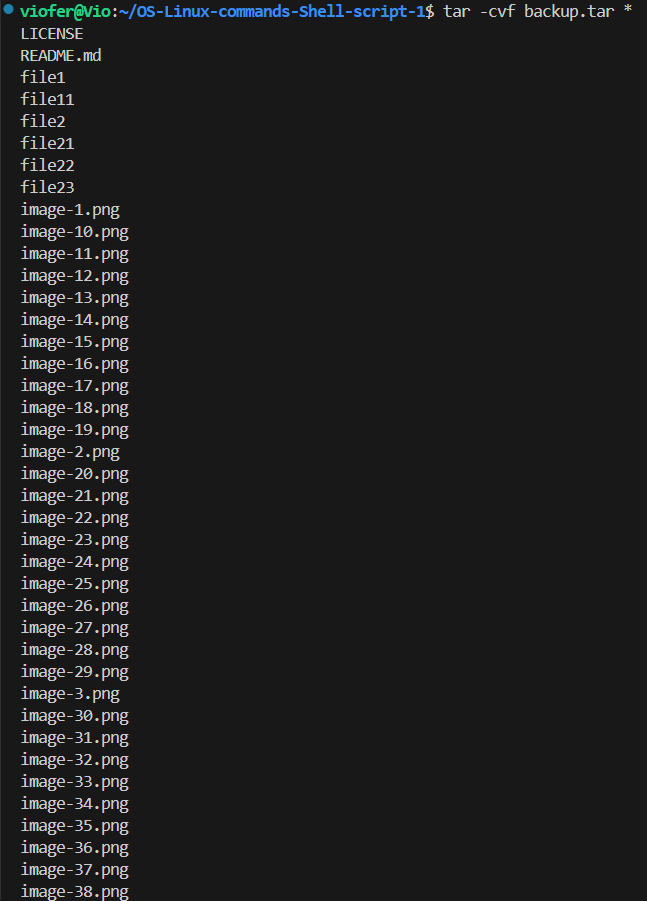 viofer@Vio:~/OS-Linux-commands-Shell-script-1$ tar -cvf backup.tar *
LICENSE
README.md
file1
file11
file2
file21
file22
file23
image-1.png
image-10.png
image-11.png
image-12.png
image-13.png
image-14.png
image-15.png
image-16.png
image-17.png
image-18.png
image-19.png
image-2.png
image-20.png
image-21.png
image-22.png
image-23.png
image-24.png
image-25.png
image-26.png
image-27.png
image-28.png
image-29.png
image-3.png
image-30.png
image-31.png
image-32.png
image-33.png
image-34.png
image-35.png
image-36.png
image-37.png
image-38.png